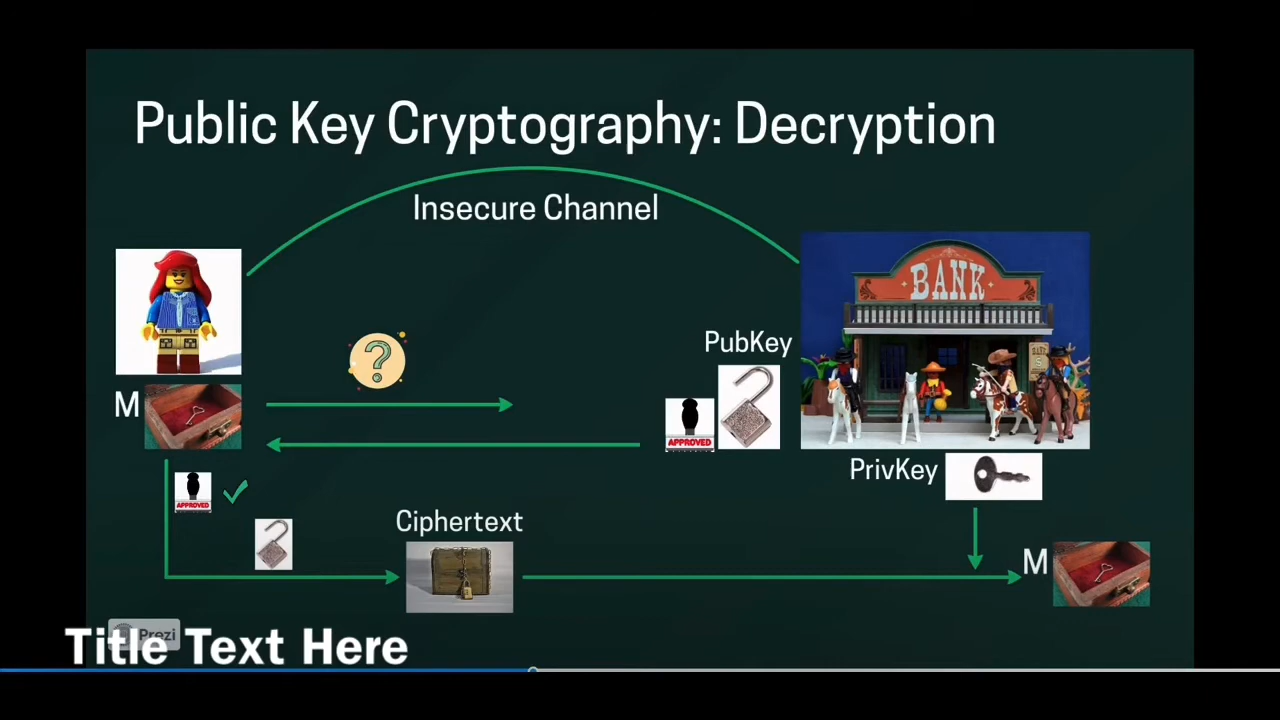 Public Key Cryptography: Decryption
Insecure Channel
BANK
PubKey
M
APPROVED
PrivKey
APPROVED
Ciphertext
M
Prezi
Title Text Here